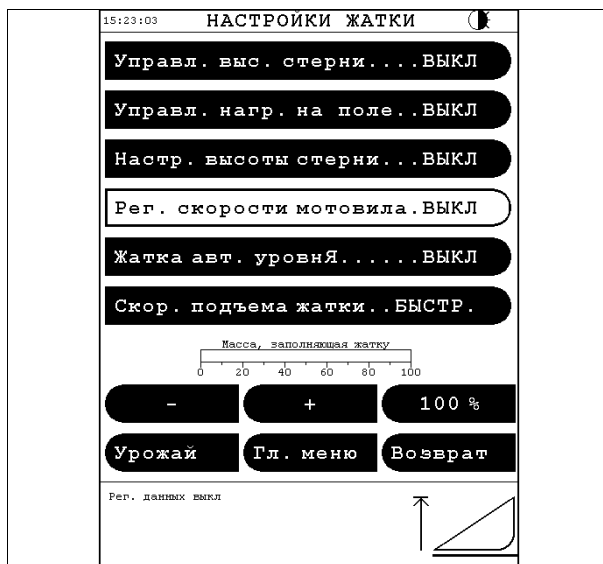 15:23:03 НАСТРОЙКИ ЖАТКИ
Управл. выс. стерни....ВЫКЛ
Управл. нагр. на поле..ВЫКЛ
Настр. высоты стерни...ВЫКЛ
Рег. скорости мотовила.ВЫКЛ
Жатка авт. уровнЯ......ВЫКЛ
Скор. подъема жатки..БЫСТР.
Масса, заполняющая жатку
0 20 40 60 80 100
- + 100 %
Урожай Гл. меню Возврат
Рег. данных выкл